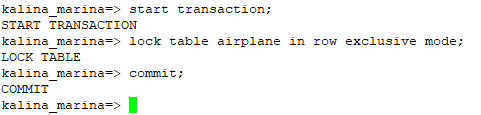 kalina_marina=> start transaction;
START TRANSACTION
kalina_marina=> lock table airplane in row exclusive mode;
LOCK TABLE
kalina_marina=> commit;
COMMIT
kalina_marina=>